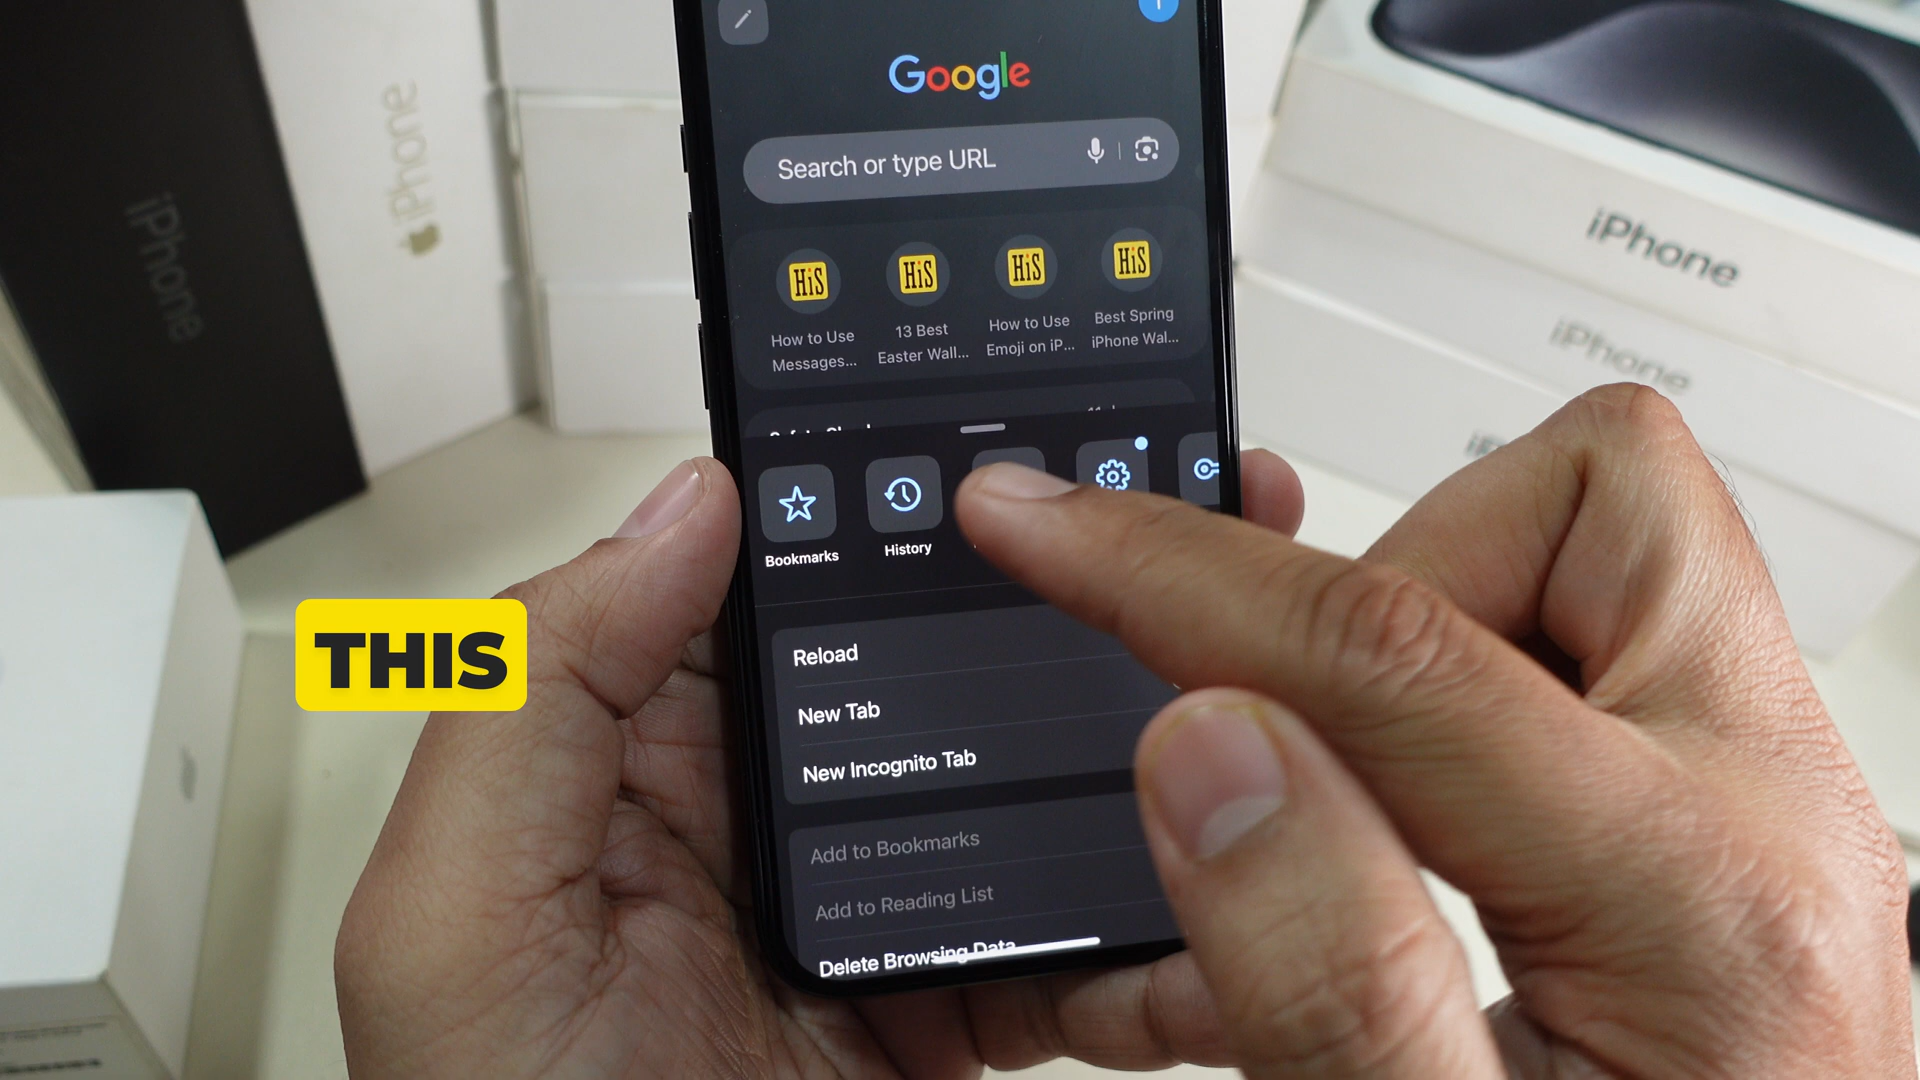 Google
Search or type URL
HiS
HiS
HiS
HiS
How to Use
Messages...
13 Best
Easter Wall...
How to Use
Emoji on iP...
Best Spring
iPhone Wal...
Bookmarks
History
Reload
New Tab
New Incognito Tab
Add to Bookmarks
Add to Reading List
Delete Browsing Data
THIS
iPhone
iPhone
iPhone
iPhone